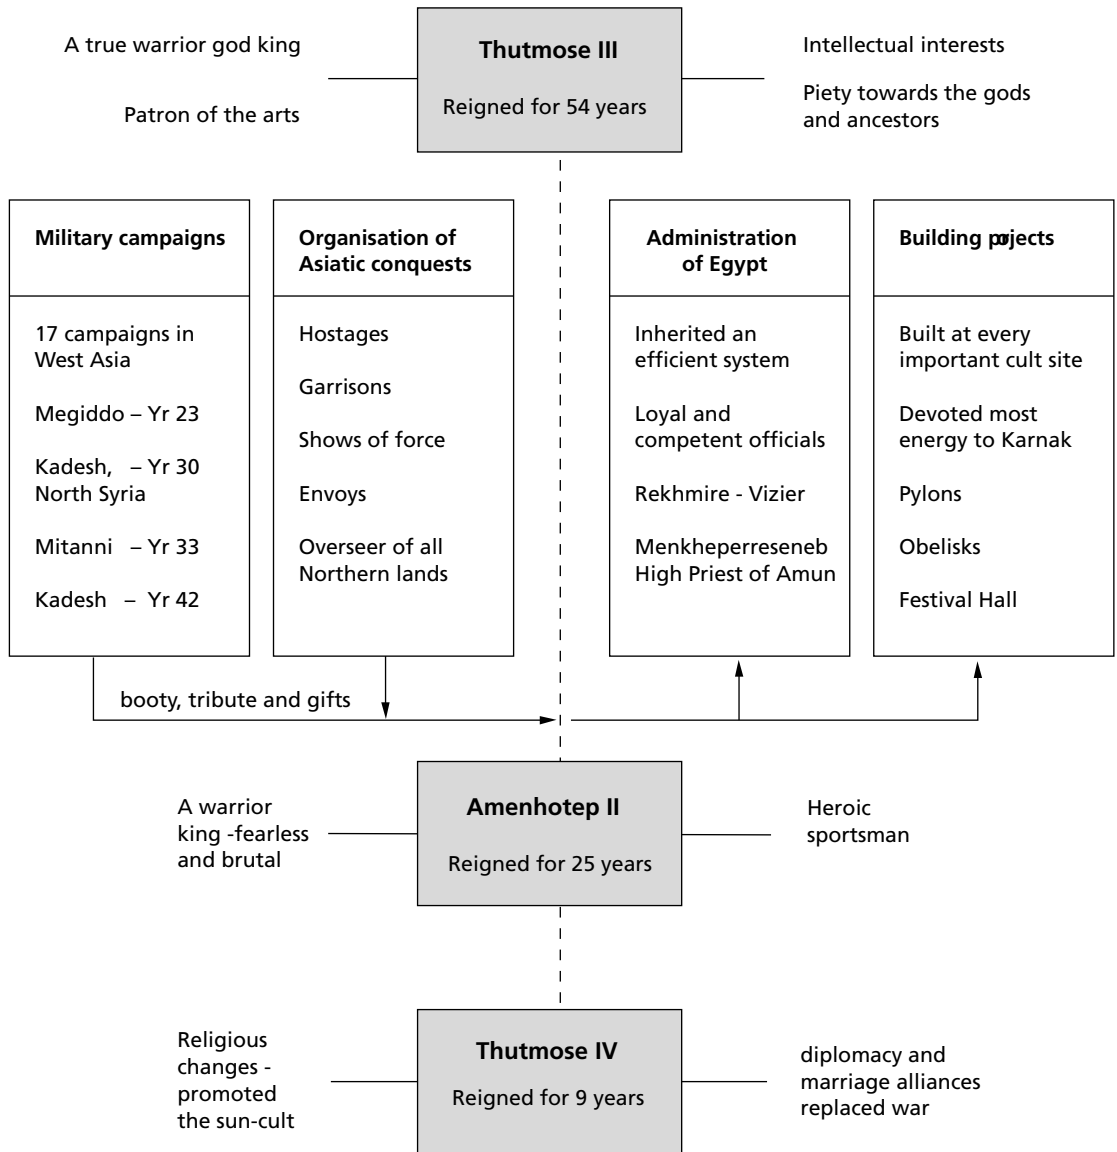 A true warrior god king
Patron of the arts
Thutmose III
Reigned for 54 years
Intellectual interests
Piety towards the gods
and ancestors
Military campaigns
17 campaigns in
West Asia
Megiddo – Yr 23
Kadesh, – Yr 30
North Syria
Mitanni – Yr 33
Kadesh – Yr 42
Organisation of
Asiatic conquests
Hostages
Garrisons
Shows of force
Envoys
Overseer of all
Northern lands
Administration
of Egypt
Inherited an
efficient system
Loyal and
competent officials
Rekhmire - Vizier
Menkheperreseneb
High Priest of Amun
Building projects
Built at every
important cult site
Devoted most
energy to Karnak
Pylons
Obelisks
Festival Hall
booty, tribute and gifts
A warrior
king -fearless
and brutal
Amenhotep II
Reigned for 25 years
Heroic
sportsman
Religious
changes -
promoted
the sun-cult
Thutmose IV
Reigned for 9 years
diplomacy and
marriage alliances
replaced war